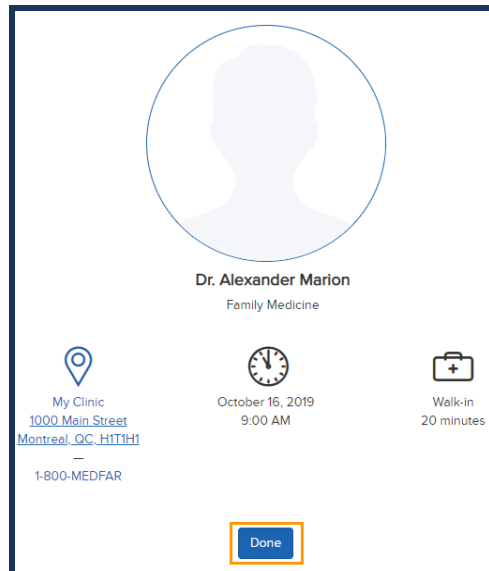 Dr. Alexander Marion
Family Medicine
My Clinic
1000 Main Street
Montreal, QC, H1T1H1
—
1-800-MEDFAR
October 16, 2019
9:00 AM
Walk-in
20 minutes
Done